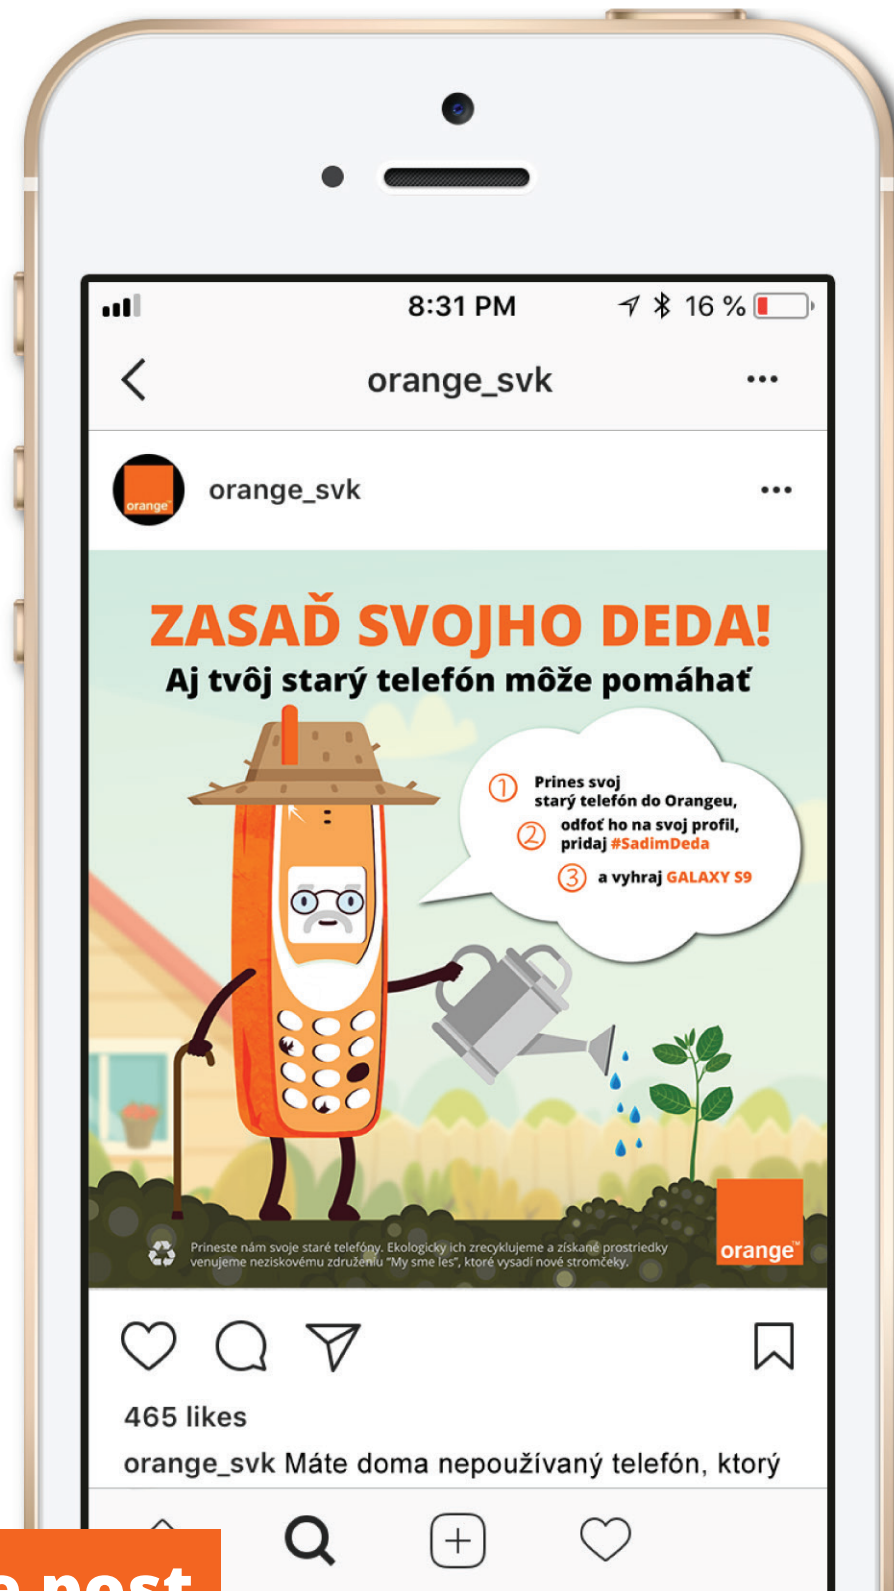 8:31 PM
16 %
orange_svk
orange™
orange_svk
ZASAĎ SVOJHO DEDA!
Aj tvôj starý telefón môže pomáhať
1 Prines svoj
starý telefón do Orangeu,
2 odfoť ho na svoj profil,
pridaj #SadimDeda
3 a vyhraj GALAXY S9
orange™
Prineste nám svoje staré telefóny. Ekologicky ich zrecyklujeme a získané prostriedky
venujeme neziskovému združeniu "My sme les", ktoré vysadí nové stromčeky.
465 likes
orange_svk Máte doma nepoužívaný telefón, ktorý
post